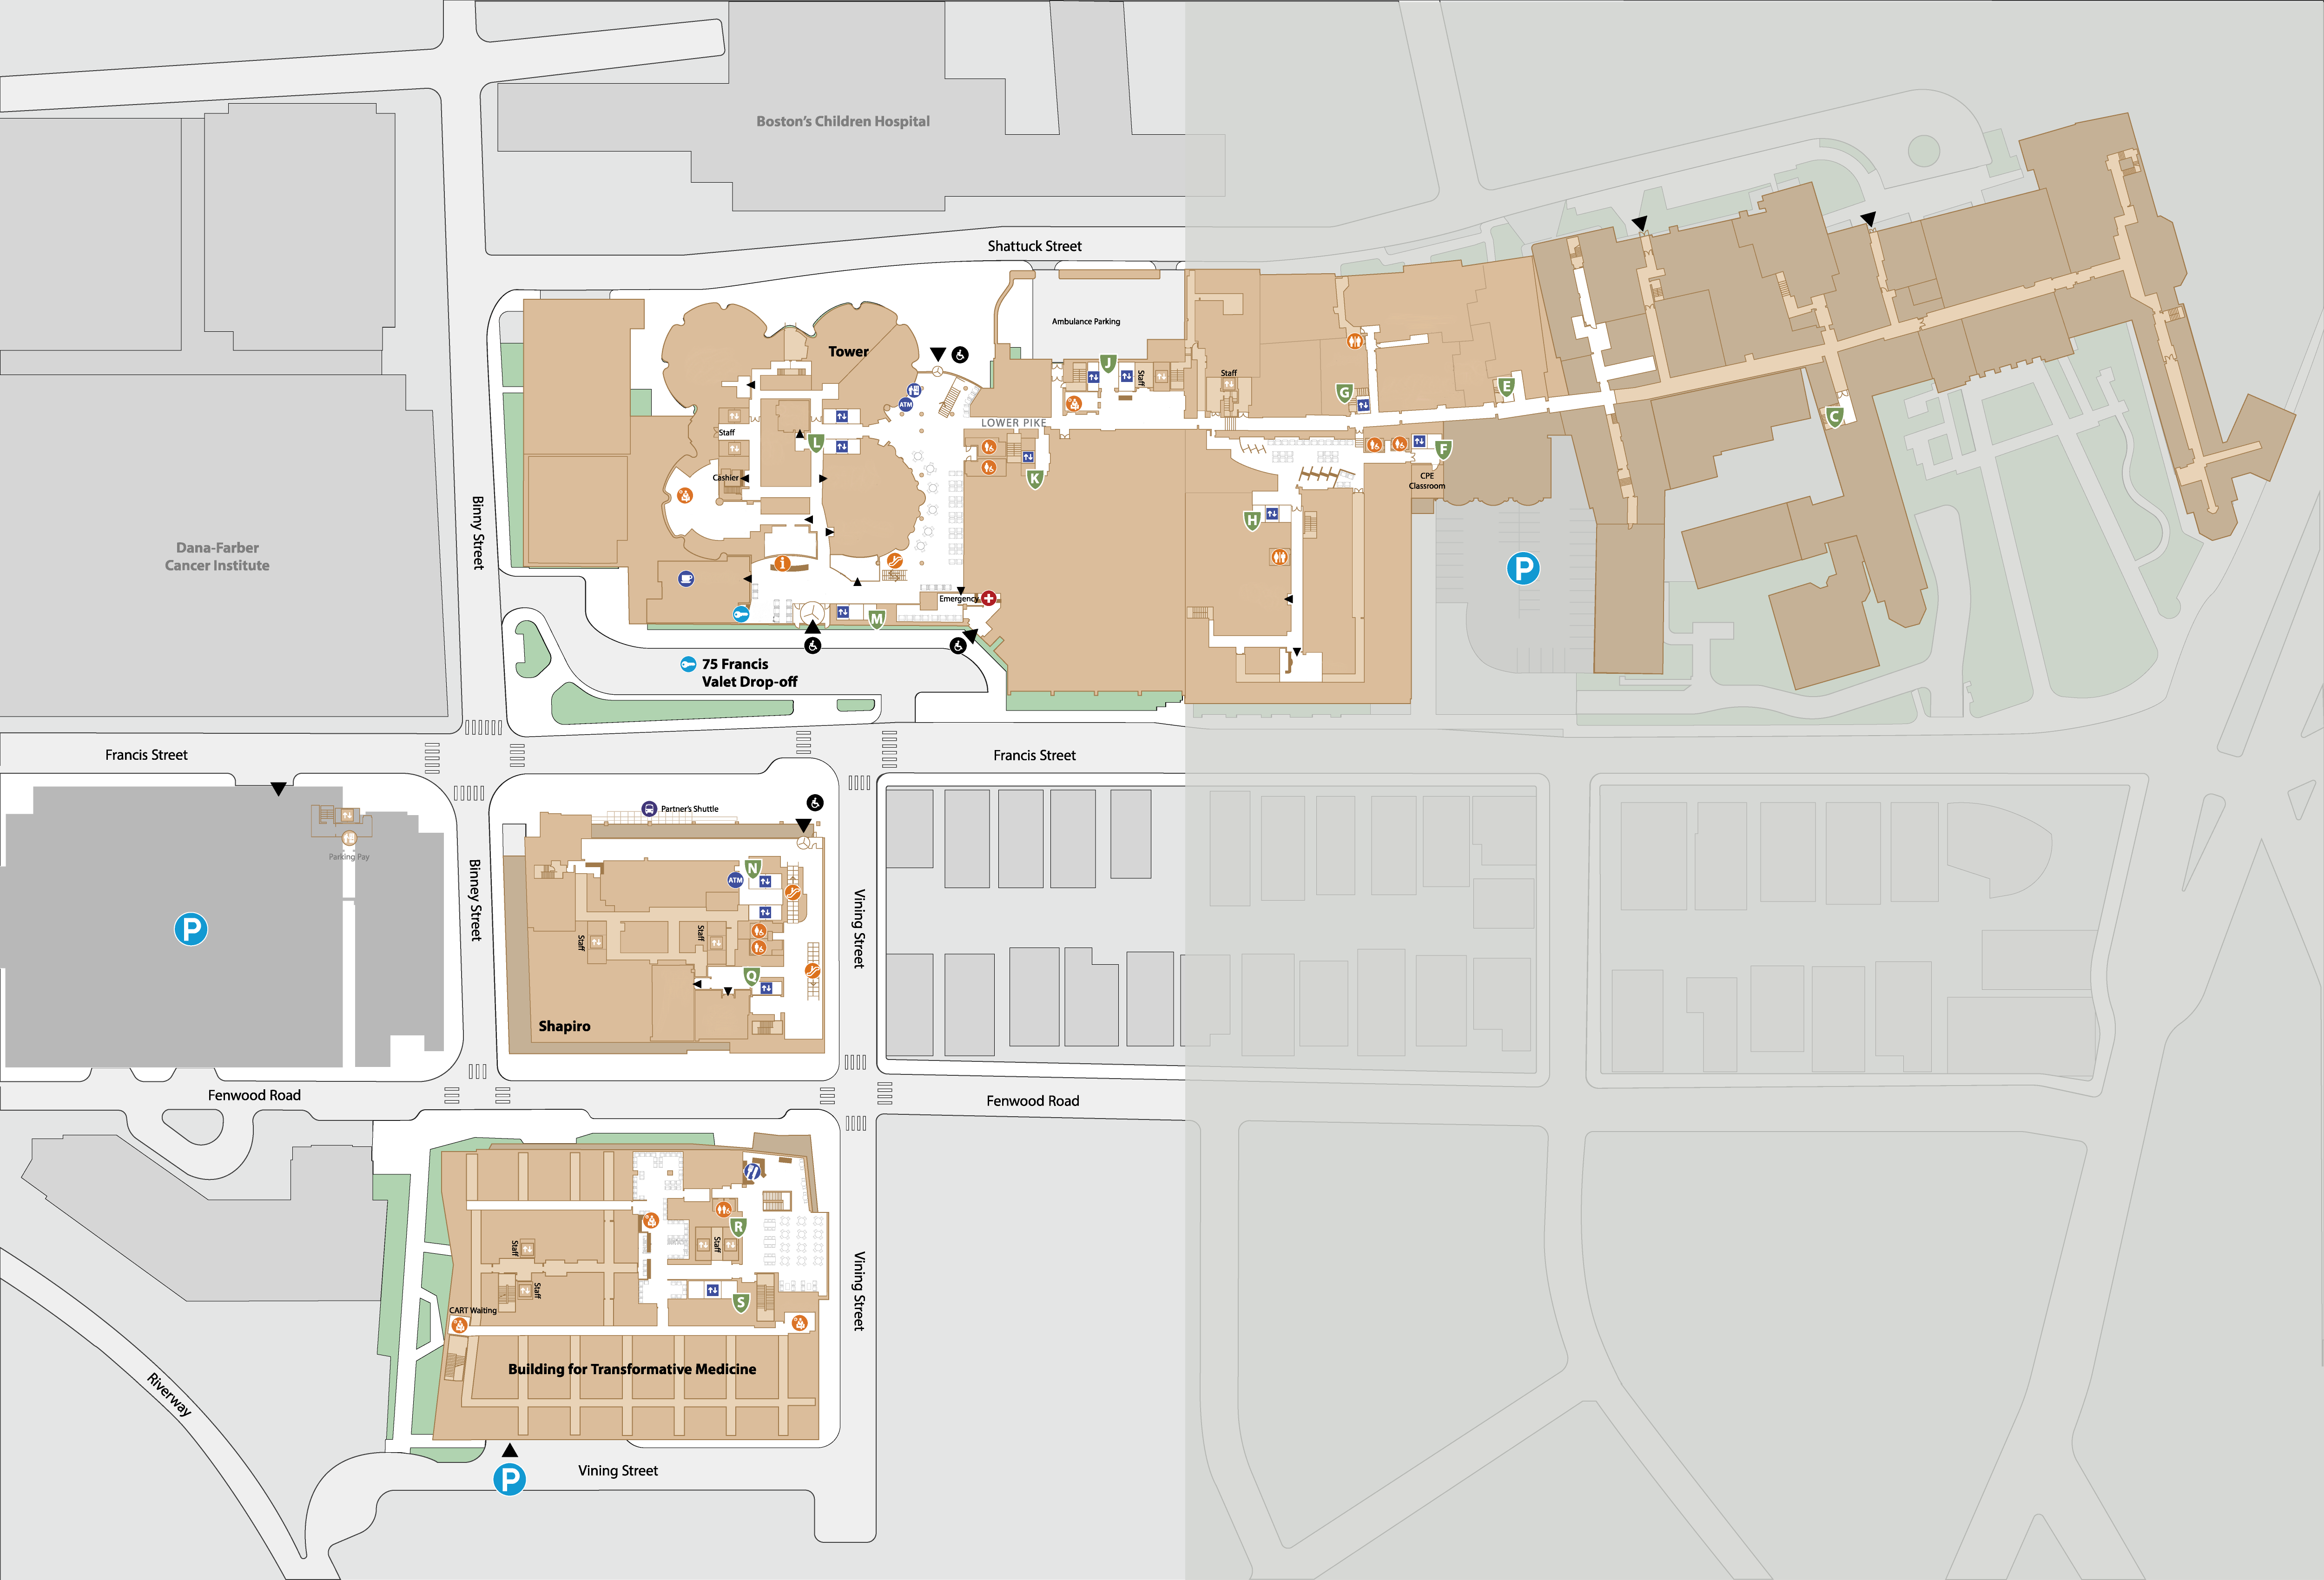 Boston's Children Hospital
Shattuck Street
Ambulance Parking
Tower
J
Staff
Staff
G
E
ATM
C
LOWER PIKE
Staff
L
F
K
Cashier
CPE
Classroom
Binny Street
H
Dana-Farber
Cancer Institute
i
P
Emergency
M
75 Francis
Valet Drop-off
Francis Street
Francis Street
Partner's Shuttle
Parking Pay
N
ATM
P
Binney Street
Vining Street
Staff
Staff
Q
Shapiro
Fenwood Road
Fenwood Road
R
Staff
Staff
Staff
Vining Street
S
CART Waiting
Building for Transformative Medicine
Riverway
P
Vining Street